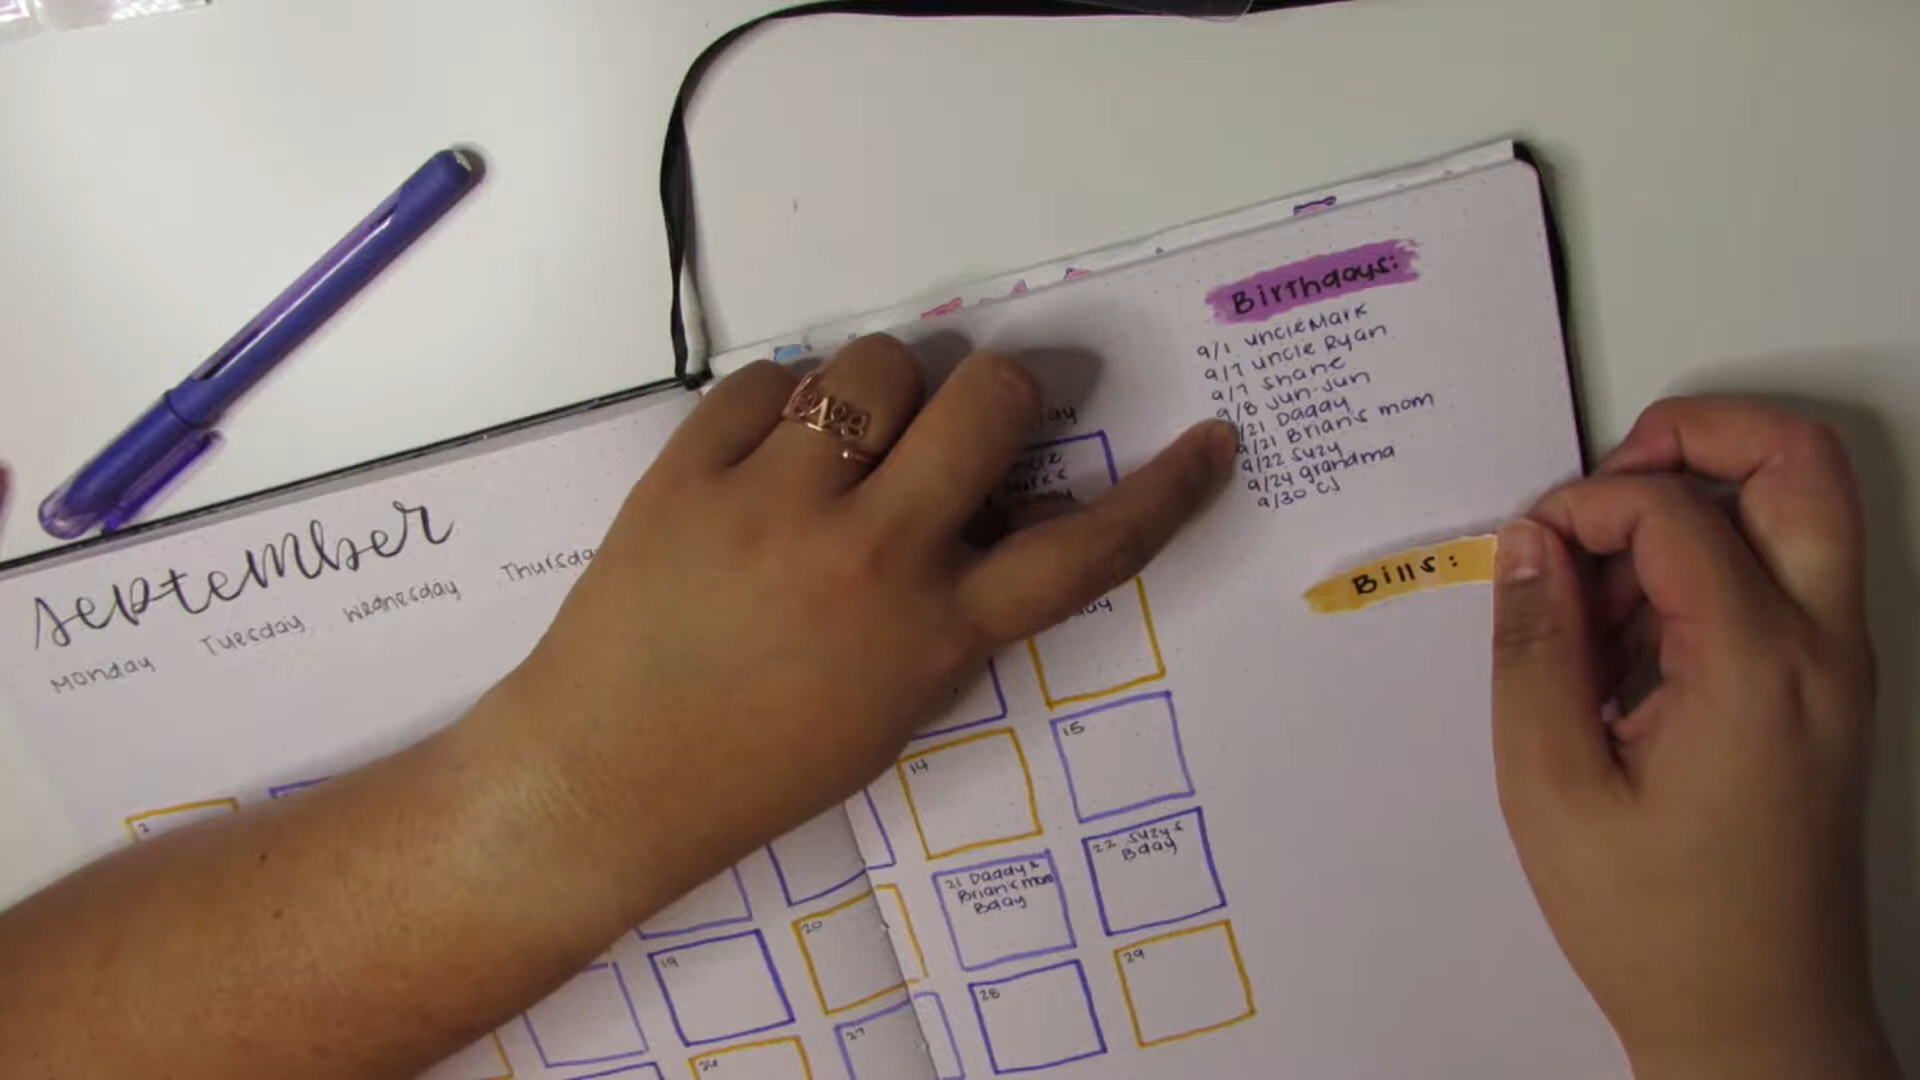 September
Monday Tuesday Wednesday Thursday
Birthdays:
9/1 uncle Mark
9/7 uncle Ryan
9/7 Shane
9/8 Jun-Jun
/21 Daddy
9/21 Brian's mom
9/22 Suzy
9/24 grandma
9/30 CJ
Bills:
2
14
15
19
20
21 Daddy &
Brian's mom
Bday
22 Suzy's
Bday
26
27
28
29